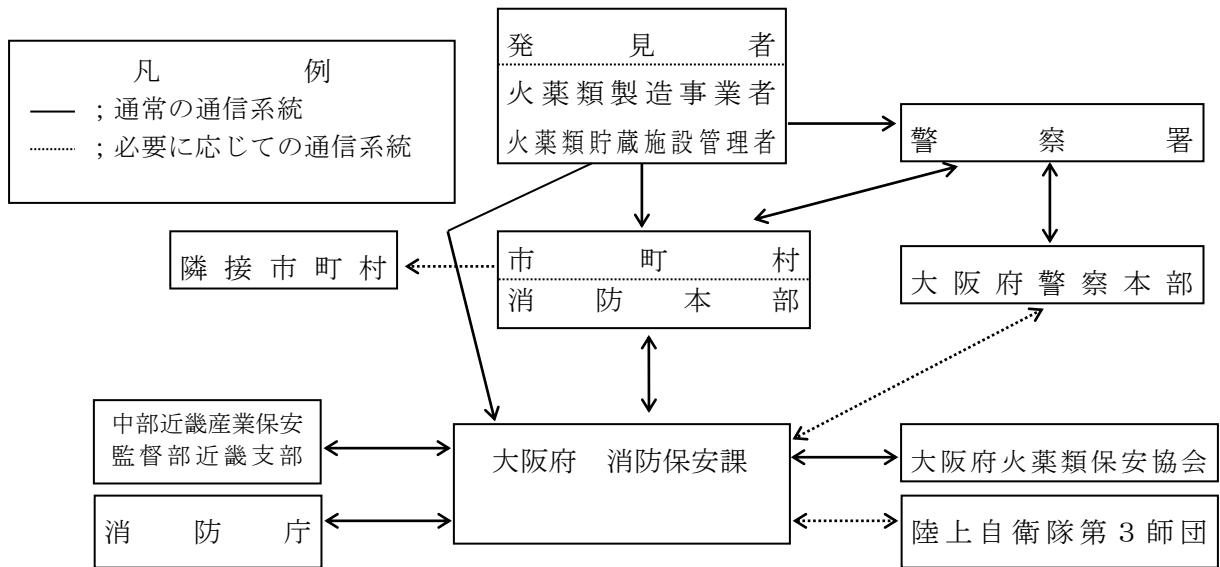 凡 例
；通常の通信系統
；必要に応じての通信系統
発見者
火薬類製造事業者
火薬類貯蔵施設管理者
警察署
隣接市町村
市町村
消防本部
大阪府警察本部
中部近畿産業保安
監督部近畿支部
大阪府 消防保安課
大阪府火薬類保安協会
消防庁
陸上自衛隊第３師団